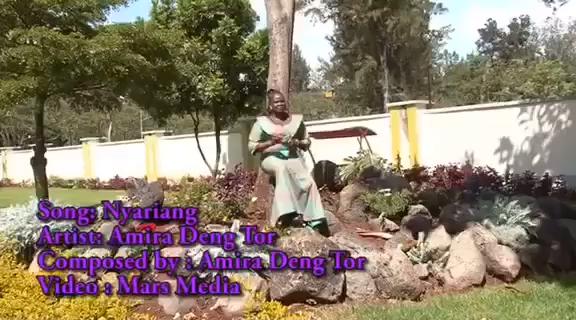 Song: Nyariang
Artist: Amira Deng Tor
Composed by : Amira Deng Tor
Video : Mars Media